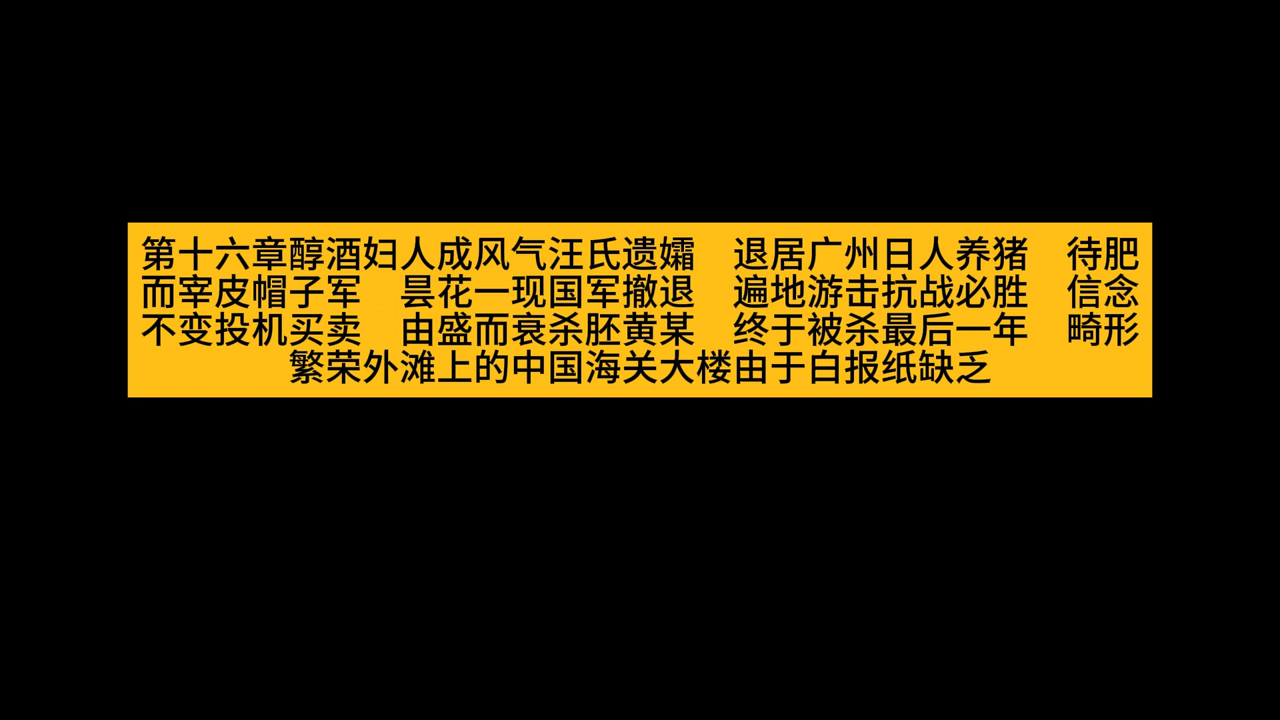 第十六章醇酒妇人成风气汪氏遗孀　退居广州日人养猪　待肥
而宰皮帽子军　昙花一现国军撤退　遍地游击抗战必胜　信念
不变投机买卖　由盛而衰杀胚黄某　终于被杀最后一年　畸形
繁荣外滩上的中国海关大楼由于白报纸缺乏